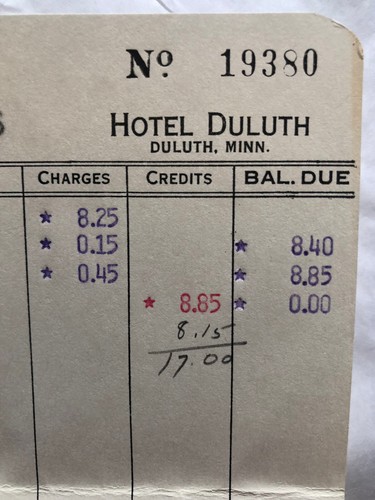 Nº 19380
HOTEL DULUTH
DULUTH, MINN.
CHARGES CREDITS BAL. DUE
* 8.25
* 0.15 * 8.40
* 0.45 * 8.85
* 8.85 * 0.00
8.15
17.00